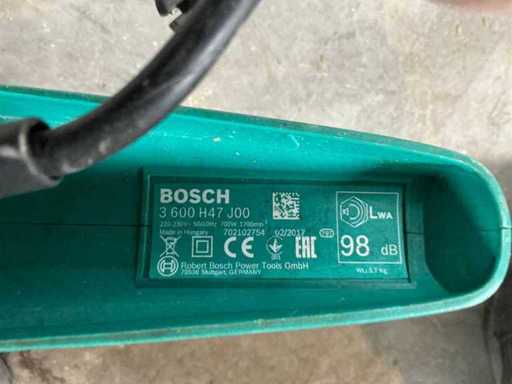 BOSCH
3 600 H47 J00
220-230V~ 50/60Hz 700W 1700min⁻¹
Made in Hungary 702102754 02/2017
CE EAC
Robert Bosch Power Tools GmbH
70538 Stuttgart, GERMANY
LWA
98 dB